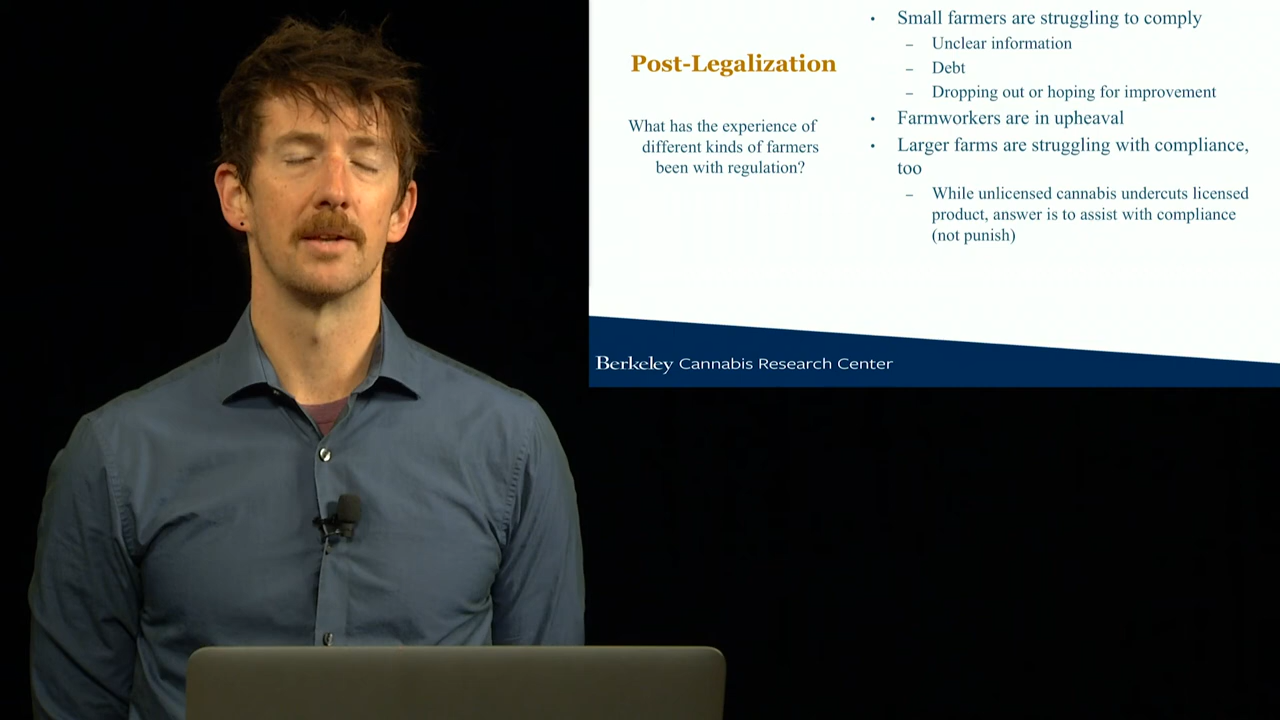 Post-Legalization
What has the experience of
different kinds of farmers
been with regulation?
• Small farmers are struggling to comply
– Unclear information
– Debt
– Dropping out or hoping for improvement
• Farmworkers are in upheaval
• Larger farms are struggling with compliance,
too
– While unlicensed cannabis undercuts licensed
product, answer is to assist with compliance
(not punish)
Berkeley Cannabis Research Center